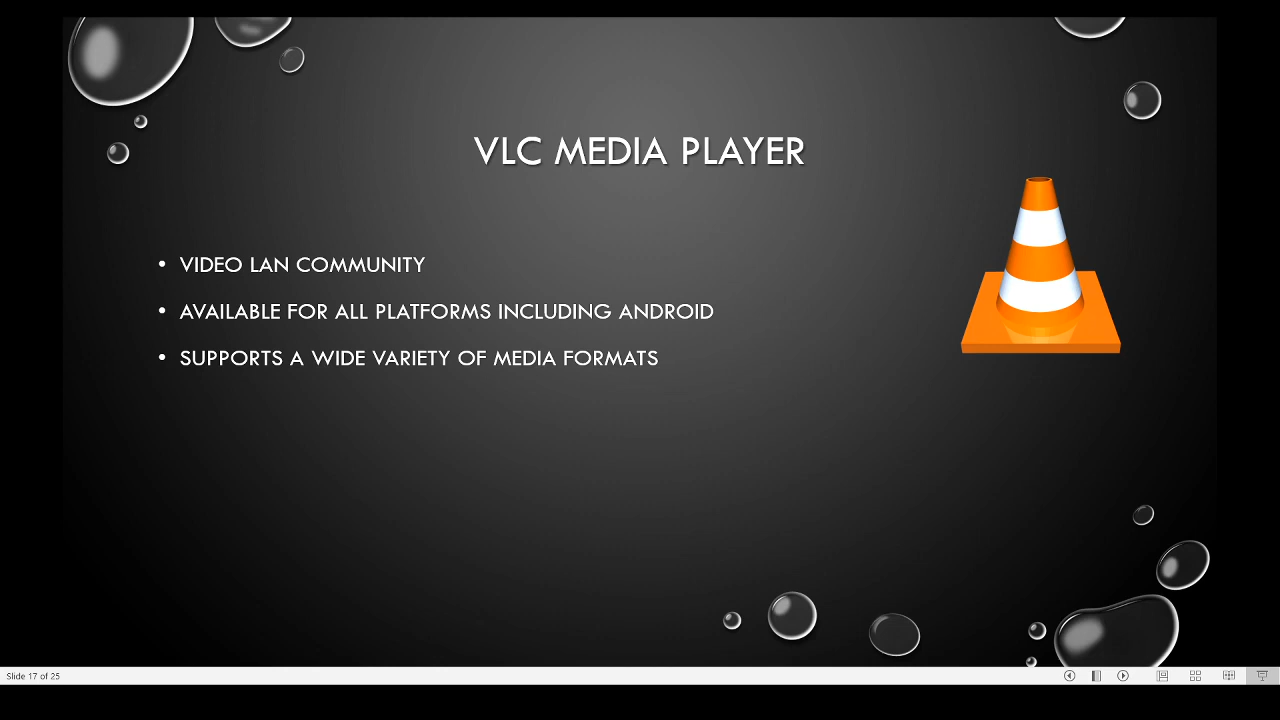 VLC MEDIA PLAYER
• VIDEO LAN COMMUNITY
• AVAILABLE FOR ALL PLATFORMS INCLUDING ANDROID
• SUPPORTS A WIDE VARIETY OF MEDIA FORMATS
Slide 17 of 25